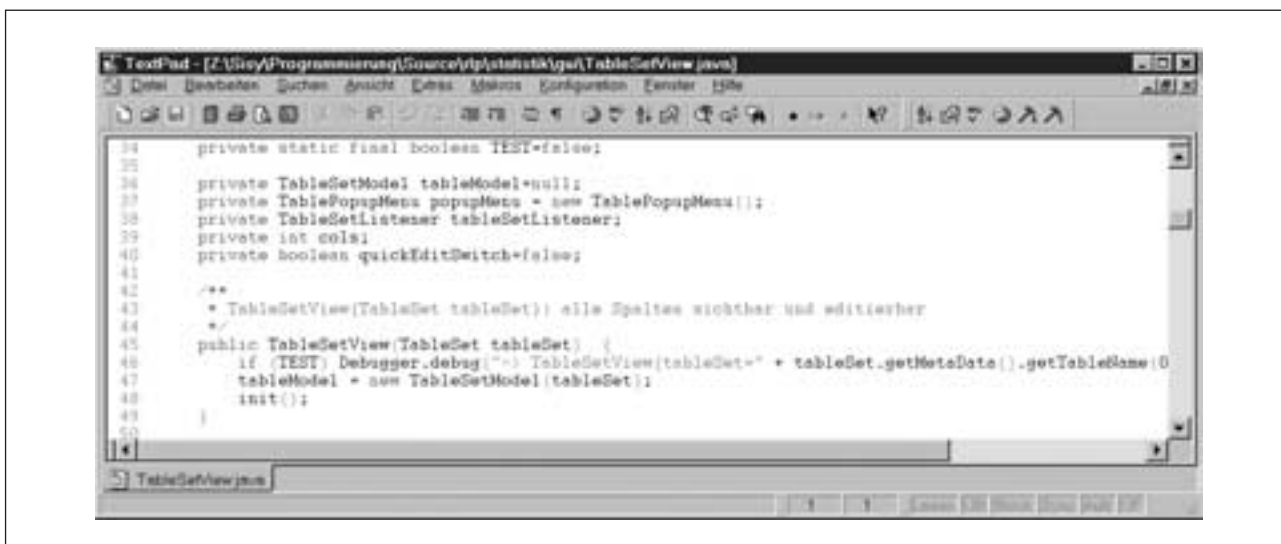 TextPad - [Z:\Sisy\Programmierung\Source\rlp\statistik\gui\TableSetView.java]
Datei Bearbeiten Suchen Ansicht Extras Makros Konfiguration Fenster Hilfe
34 private static final boolean TEST=false;
35
36 private TableSetModel tableModel=null;
37 private TablePopupMenu popupMenu = new TablePopupMenu();
38 private TableSetListener tableSetListener;
39 private int cols;
40 private boolean quickEditSwitch=false;
41
42 /**
43 * TableSetView(TableSet tableSet): alle Spalten sichtbar und editierbar
44 */
45 public TableSetView(TableSet tableSet) {
46 if (TEST) Debugger.debug("-> TableSetView(tableSet=" + tableSet.getMetaData().getTableName(0
47 tableModel = new TableSetModel(tableSet);
48 init();
49 }
50
TableSetView.java
1 1